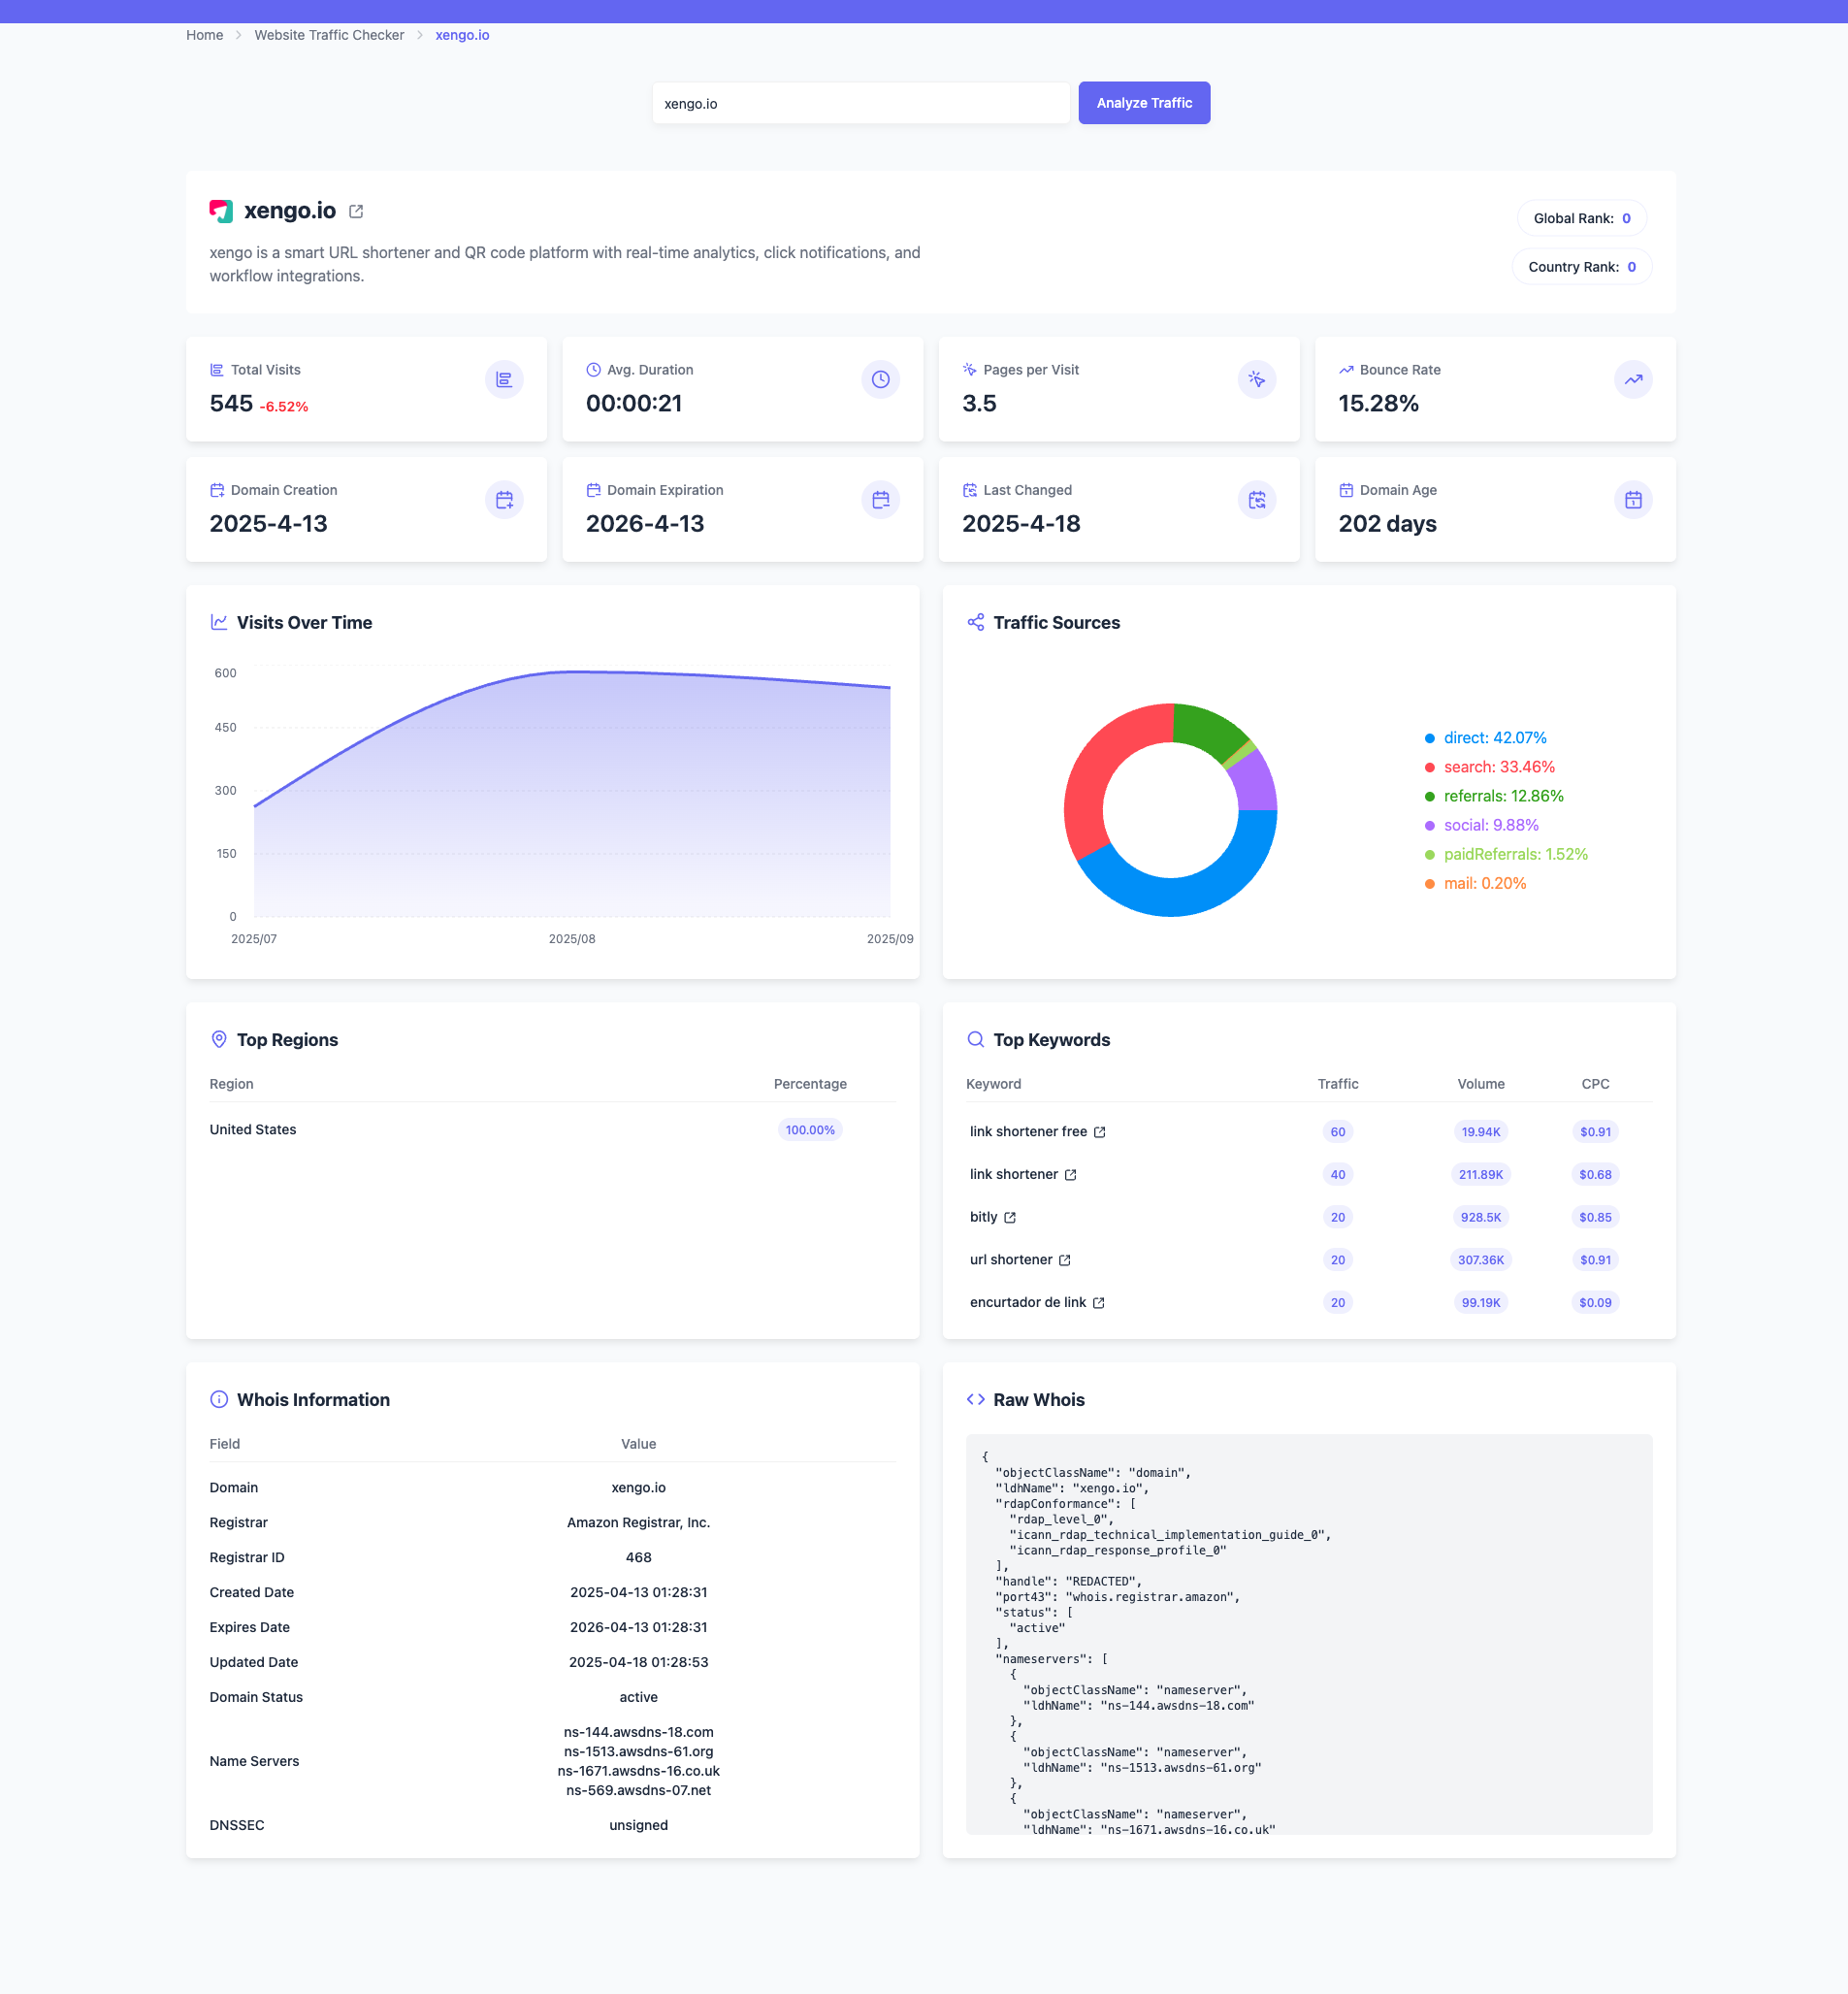 Home
Website Traffic Checker
xengo.io
xengo.io
Analyze Traffic
xengo.io
xengo is a smart URL shortener and QR code platform with real-time analytics, click notifications, and
workflow integrations.
Global Rank: 0
Country Rank: 0
Total Visits
545 -6.52%
Avg. Duration
00:00:21
Pages per Visit
3.5
Bounce Rate
15.28%
Domain Creation
2025-4-13
Domain Expiration
2026-4-13
Last Changed
2025-4-18
Domain Age
202 days
Visits Over Time
600
450
300
150
0
2025/07 2025/08 2025/09
Traffic Sources
direct: 42.07%
search: 33.46%
referrals: 12.86%
social: 9.88%
paidReferrals: 1.52%
mail: 0.20%
Top Regions
Region Percentage
United States 100.00%
Top Keywords
Keyword Traffic Volume CPC
link shortener free 60 19.94K $0.91
link shortener 40 211.89K $0.68
bitly 20 928.5K $0.85
url shortener 20 307.36K $0.91
encurtador de link 20 99.19K $0.09
Whois Information
Field Value
Domain xengo.io
Registrar Amazon Registrar, Inc.
Registrar ID 468
Created Date 2025-04-13 01:28:31
Expires Date 2026-04-13 01:28:31
Updated Date 2025-04-18 01:28:53
Domain Status active
Name Servers
ns-144.awsdns-18.com
ns-1513.awsdns-61.org
ns-1671.awsdns-16.co.uk
ns-569.awsdns-07.net
DNSSEC unsigned
Raw Whois
{
"objectClassName": "domain",
"ldhName": "xengo.io",
"rdapConformance": [
"rdap_level_0",
"icann_rdap_technical_implementation_guide_0",
"icann_rdap_response_profile_0"
],
"handle": "REDACTED",
"port43": "whois.registrar.amazon",
"status": [
"active"
],
"nameservers": [
{
"objectClassName": "nameserver",
"ldhName": "ns-144.awsdns-18.com"
},
{
"objectClassName": "nameserver",
"ldhName": "ns-1513.awsdns-61.org"
},
{
"objectClassName": "nameserver",
"ldhName": "ns-1671.awsdns-16.co.uk"